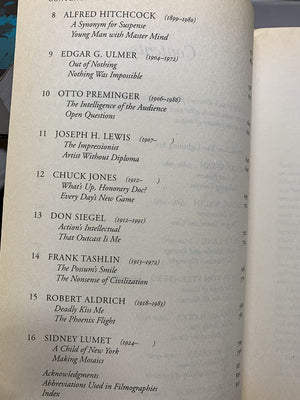 8 ALFRED HITCHCOCK (1899–1980)
A Synonym for Suspense
Young Man with Master Mind
9 EDGAR G. ULMER (1904–1972)
Out of Nothing
Nothing Was Impossible
10 OTTO PREMINGER (1906–1986)
The Intelligence of the Audience
Open Questions
11 JOSEPH H. LEWIS (1907– )
The Impressionist
Artist Without Diploma
12 CHUCK JONES (1912– )
What's Up, Honorary Doc?
Every Day's New Game
13 DON SIEGEL (1912–1991)
Action's Intellectual
That Outcast Is Me
14 FRANK TASHLIN (1913–1972)
The Possum's Smile
The Nonsense of Civilization
15 ROBERT ALDRICH (1918–1983)
Deadly Kiss Me
The Phoenix Flight
16 SIDNEY LUMET (1924– )
A Child of New York
Making Mosaics
Acknowledgments
Abbreviations Used in Filmographies
Index